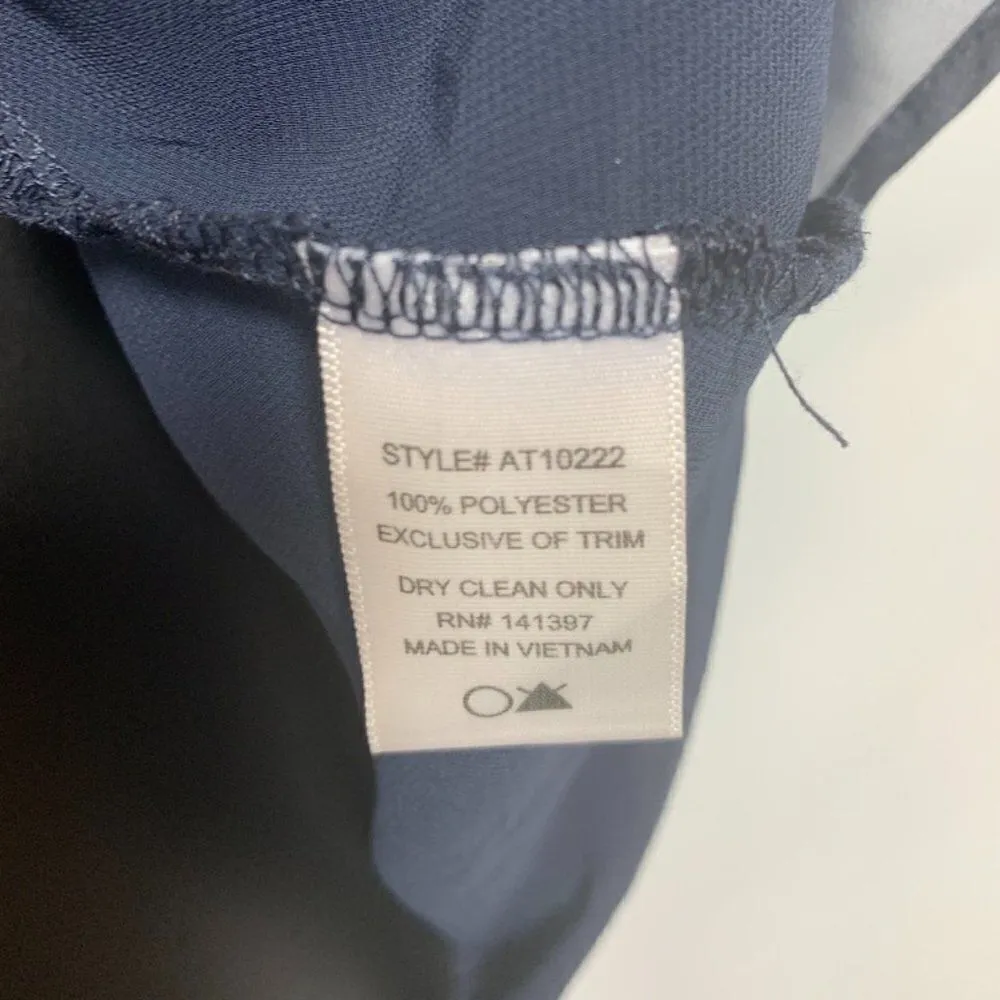 STYLE# AT10222
100% POLYESTER
EXCLUSIVE OF TRIM
DRY CLEAN ONLY
RN# 141397
MADE IN VIETNAM